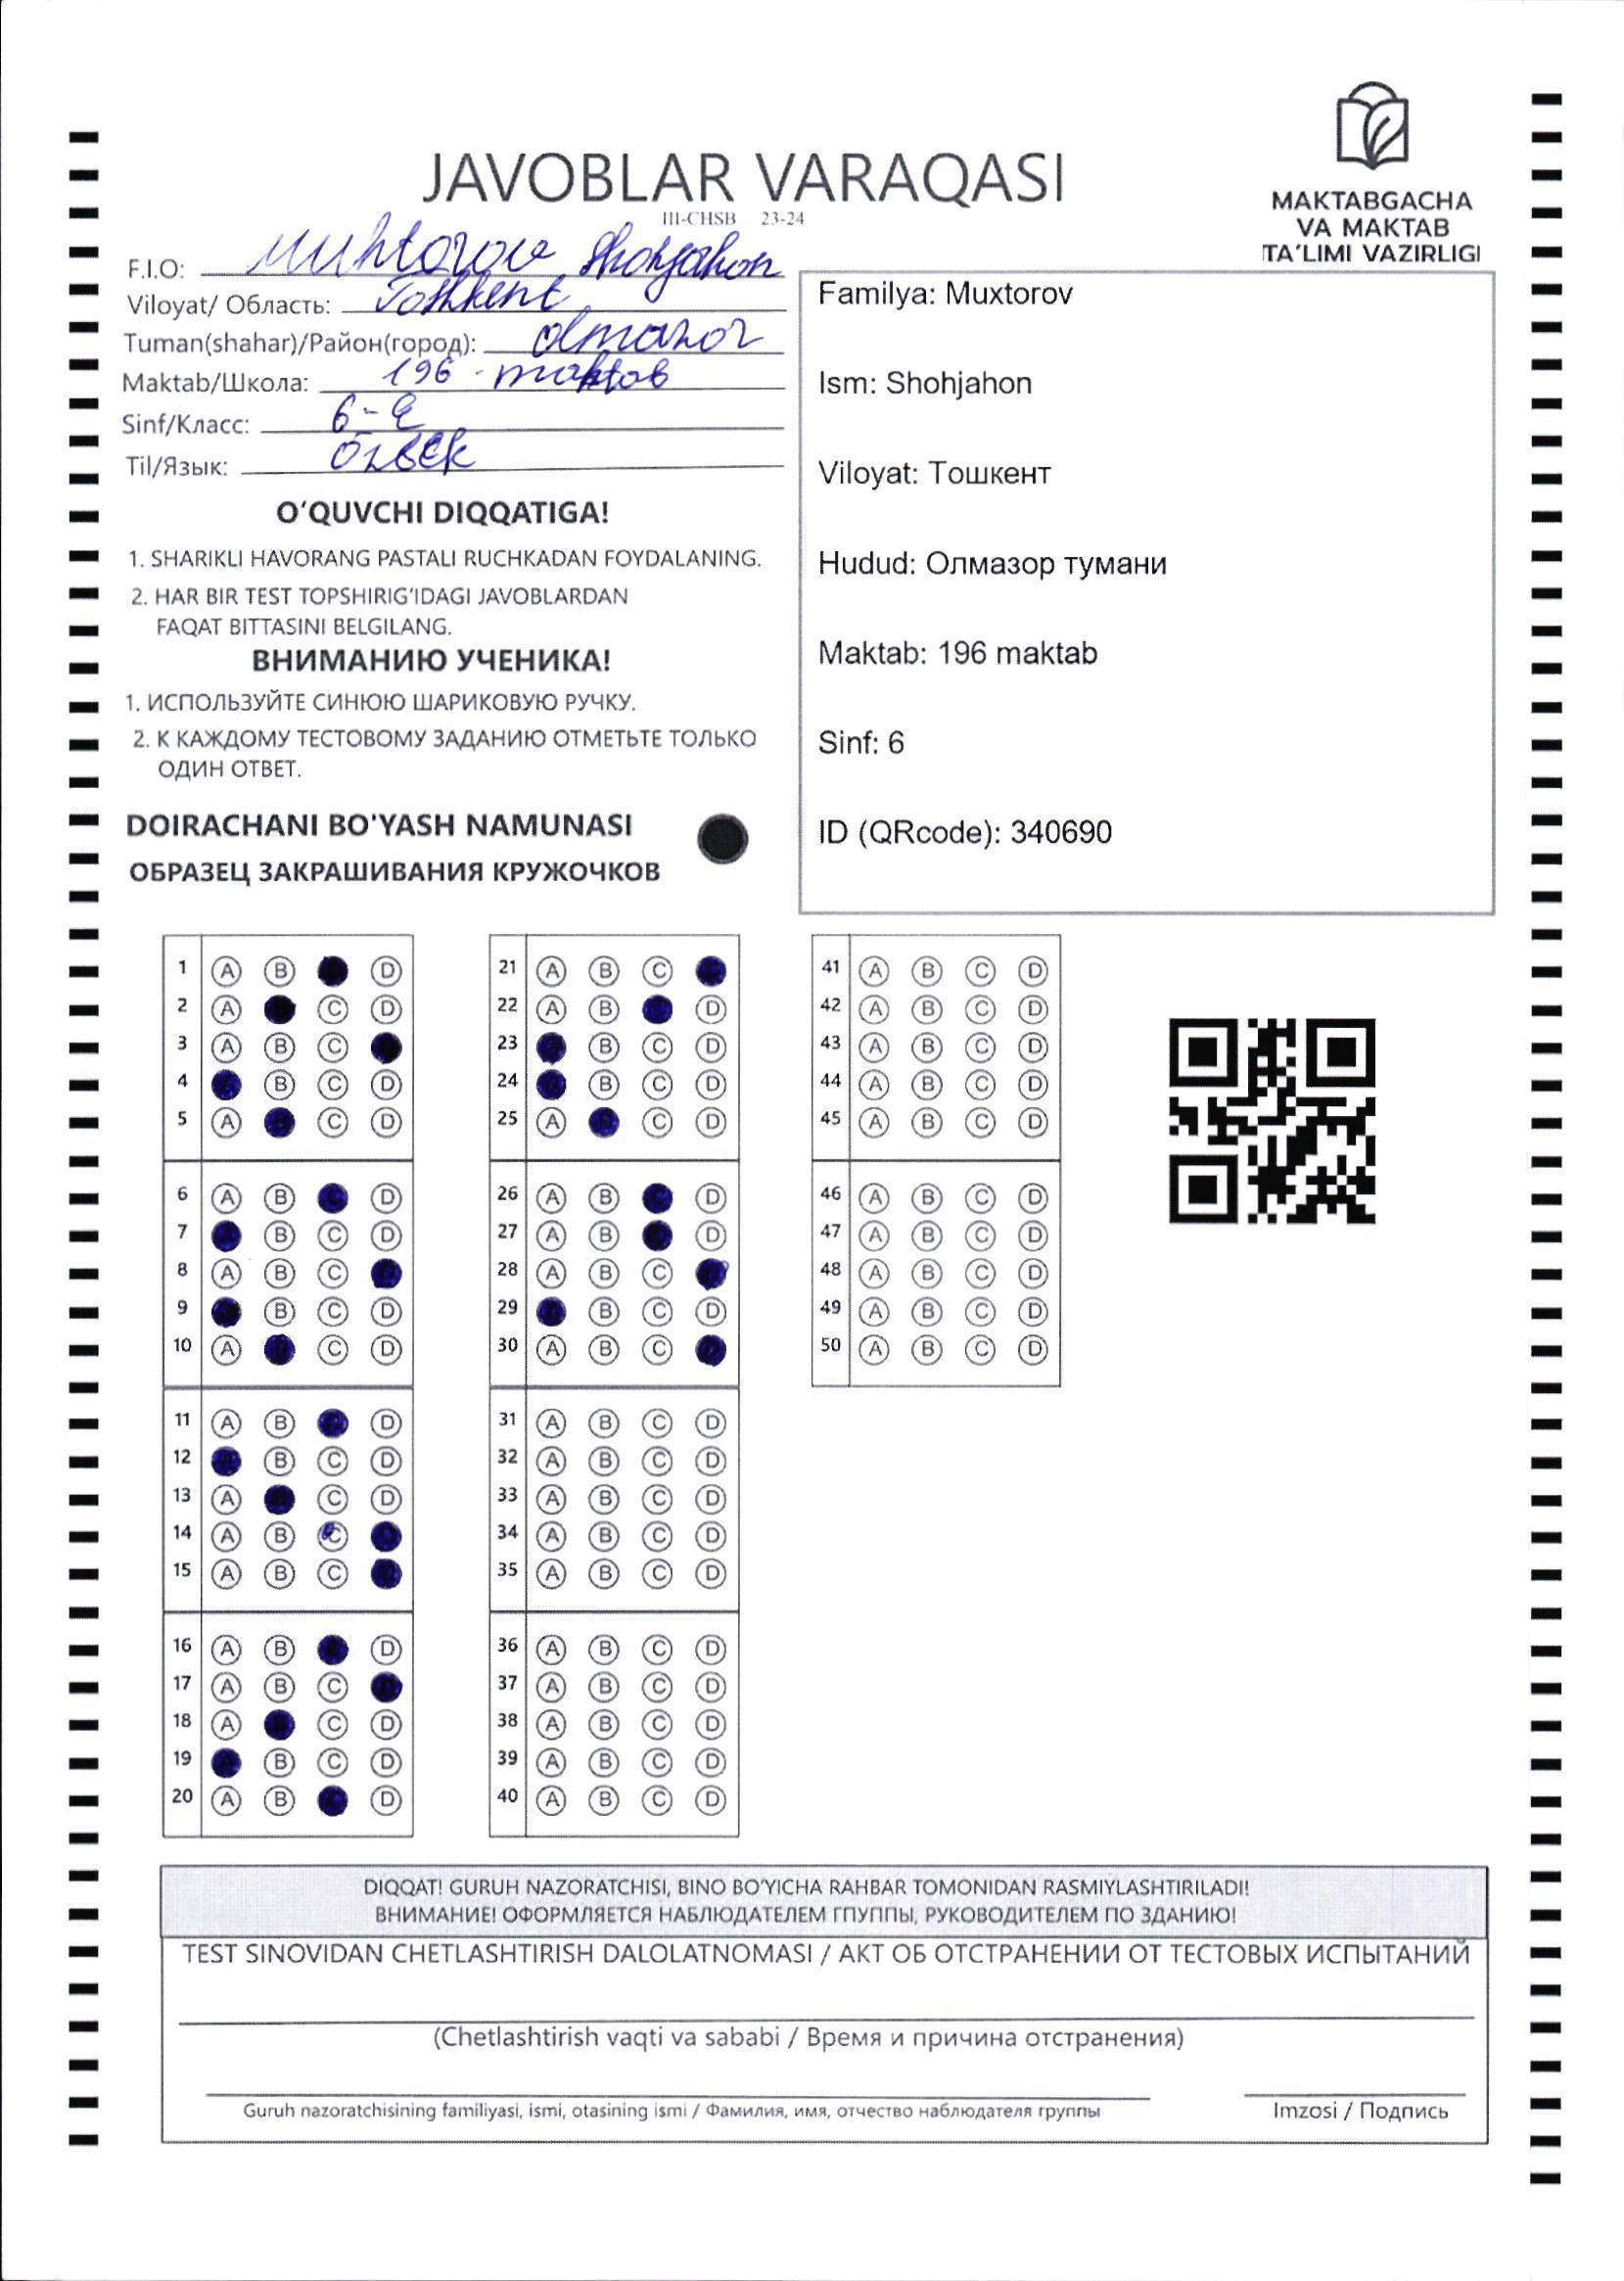 JAVOBLAR VARAQASI
III-CHSB 23-24
MAKTABGACHA
VA MAKTAB
TA'LIMI VAZIRLIGI
F.I.O: Muhtorov Shohjahon
Viloyat/ Область: Toshkent
Tuman(shahar)/Район(город): Olmazor
Maktab/Школа: 196 - maktab
Sinf/Класс: 6-
Til/Язык: Özbek
O'QUVCHI DIQQATIGA!
1. SHARIKLI HAVORANG PASTALI RUCHKADAN FOYDALANING.
2. HAR BIR TEST TOPSHIRIG'IDAGI JAVOBLARDAN
FAQAT BITTASINI BELGILANG.
ВНИМАНИЮ УЧЕНИКА!
1. ИСПОЛЬЗУЙТЕ СИНЮЮ ШАРИКОВУЮ РУЧКУ.
2. К КАЖДОМУ ТЕСТОВОМУ ЗАДАНИЮ ОТМЕТЬТЕ ТОЛЬКО
ОДИН ОТВЕТ.
DOIRACHANI BO'YASH NAMUNASI
ОБРАЗЕЦ ЗАКРАШИВАНИЯ КРУЖОЧКОВ
Familya: Muxtorov
Ism: Shohjahon
Viloyat: Тошкент
Hudud: Олмазор тумани
Maktab: 196 maktab
Sinf: 6
ID (QRcode): 340690
1 A B D
2 A C D
3 A B C
4 B C D
5 A C D
6 A B D
7 B C D
8 A B C
9 B C D
10 A C D
11 A B D
12 B C D
13 A C D
14 A B C
15 A B C
16 A B D
17 A B C
18 A C D
19 B C D
20 A B D
21 A B C
22 A B D
23 B C D
24 B C D
25 A C D
26 A B D
27 A B D
28 A B C
29 B C D
30 A B C
31 A B C D
32 A B C D
33 A B C D
34 A B C D
35 A B C D
36 A B C D
37 A B C D
38 A B C D
39 A B C D
40 A B C D
41 A B C D
42 A B C D
43 A B C D
44 A B C D
45 A B C D
46 A B C D
47 A B C D
48 A B C D
49 A B C D
50 A B C D
DIQQAT! GURUH NAZORATCHISI, BINO BO'YICHA RAHBAR TOMONIDAN RASMIYLASHTIRILADI!
ВНИМАНИЕ! ОФОРМЛЯЕТСЯ НАБЛЮДАТЕЛЕМ ГПУППЫ, РУКОВОДИТЕЛЕМ ПО ЗДАНИЮ!
TEST SINOVIDAN CHETLASHTIRISH DALOLATNOMASI / АКТ ОБ ОТСТРАНЕНИИ ОТ ТЕСТОВЫХ ИСПЫТАНИЙ
(Chetlashtirish vaqti va sababi / Время и причина отстранения)
Guruh nazoratchisining familiyasi, ismi, otasining ismi / Фамилия, имя, отчество наблюдателя группы
Imzosi / Подпись